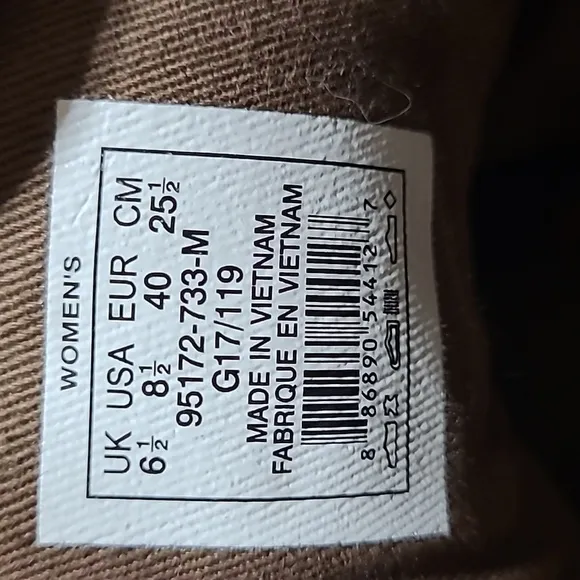 WOMEN'S
UK USA EUR CM
6½ 8½ 40 25½
95172-733-M
G17/119
MADE IN VIETNAM
FABRIQUE EN VIETNAM
8 86890 54412 7